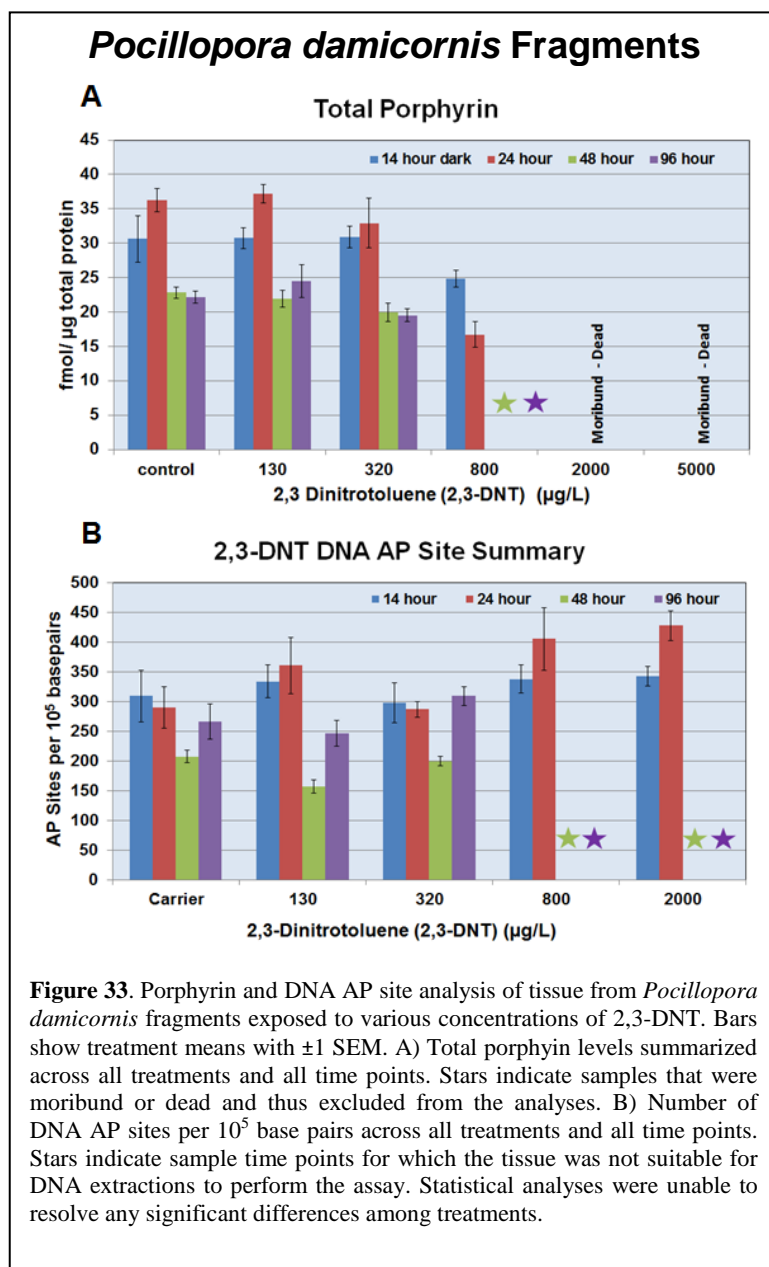 Pocillopora damicornis Fragments
A
Total Porphyrin
14 hour dark 24 hour 48 hour 96 hour
45
40
35
30
25
20
15
10
5
0
fmol/ µg total protein
Moribund - Dead
Moribund - Dead
control 130 320 800 2000 5000
2,3 Dinitrotoluene (2,3-DNT) (µg/L)
B
2,3-DNT DNA AP Site Summary
14 hour 24 hour 48 hour 96 hour
500
450
400
350
300
250
200
150
100
50
0
AP Sites per 10⁵ basepairs
Carrier 130 320 800 2000
2,3-Dinitrotoluene (2,3-DNT) (µg/L)
Figure 33. Porphyrin and DNA AP site analysis of tissue from Pocillopora
damicornis fragments exposed to various concentrations of 2,3-DNT. Bars
show treatment means with ±1 SEM. A) Total porphyin levels summarized
across all treatments and all time points. Stars indicate samples that were
moribund or dead and thus excluded from the analyses. B) Number of
DNA AP sites per 10⁵ base pairs across all treatments and all time points.
Stars indicate sample time points for which the tissue was not suitable for
DNA extractions to perform the assay. Statistical analyses were unable to
resolve any significant differences among treatments.